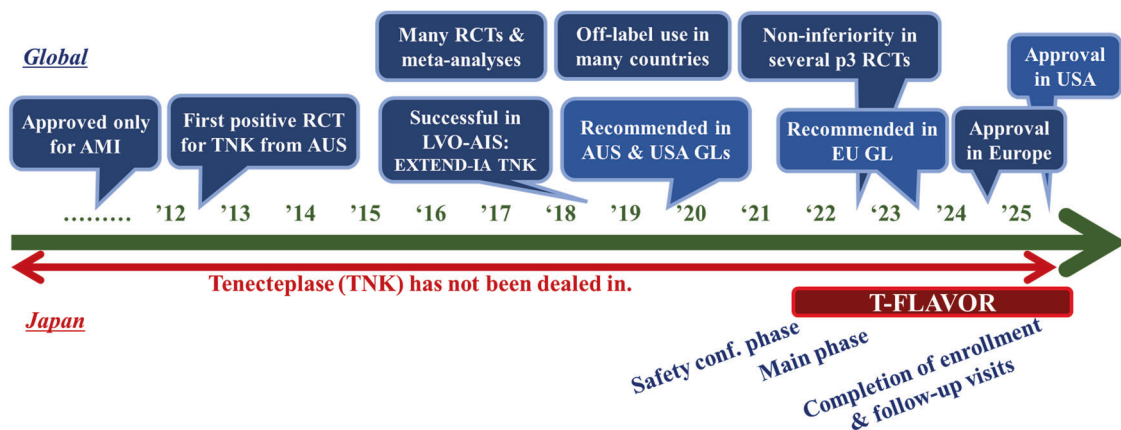 Global
Many RCTs &
meta-analyses
Off-label use in
many countries
Non-inferiority in
several p3 RCTs
Approval
in USA
Approved only
for AMI
First positive RCT
for TNK from AUS
Successful in
LVO-AIS:
EXTEND-IA TNK
Recommended in
AUS & USA GLs
Recommended in
EU GL
Approval
in Europe
......... ’12 ’13 ’14 ’15 ‘16 ’17 ’18 ’19 ’20 ’21 ’22 ’23 ’24 ’25
Tenecteplase (TNK) has not been dealt in.
Japan
T-FLAVOR
Safety conf. phase
Main phase
Completion of enrollment
& follow-up visits